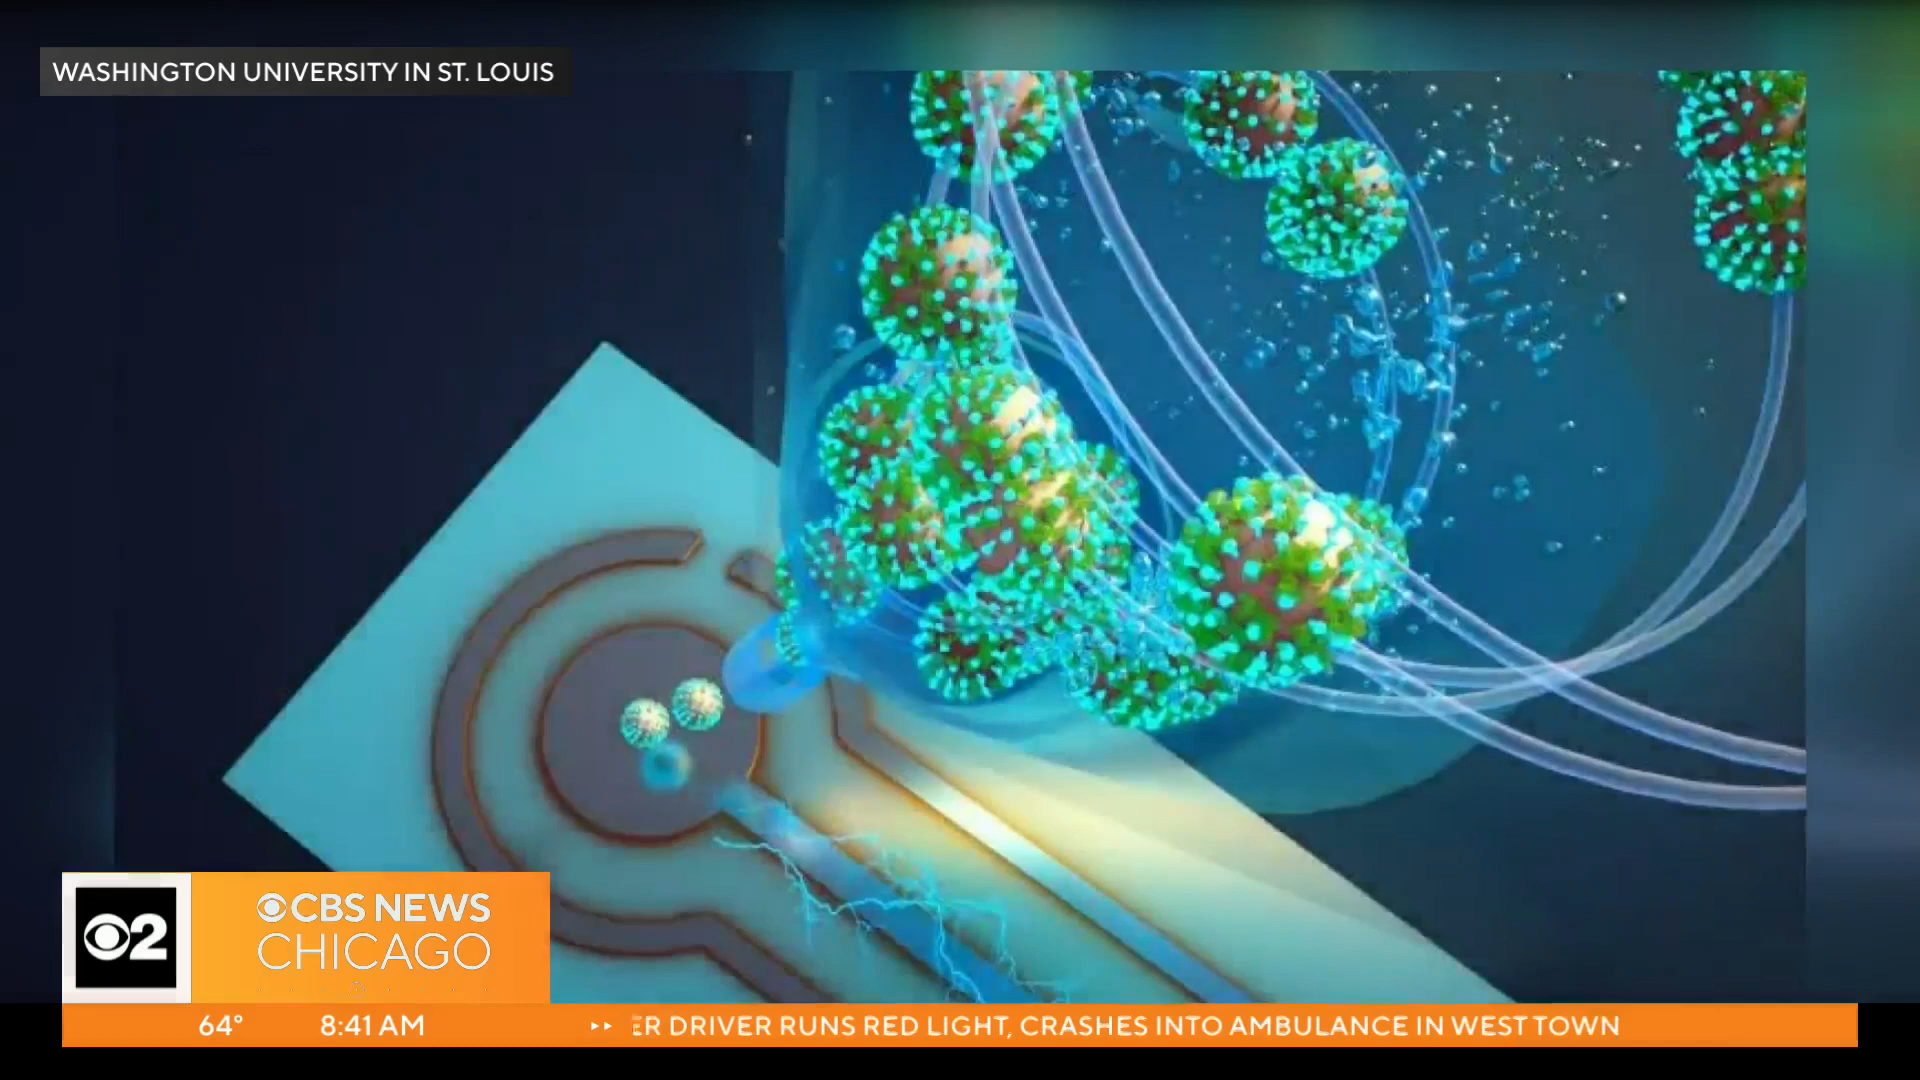 WASHINGTON UNIVERSITY IN ST. LOUIS
2
CBS NEWS
CHICAGO
64° 8:41 AM ER DRIVER RUNS RED LIGHT, CRASHES INTO AMBULANCE IN WEST TOWN